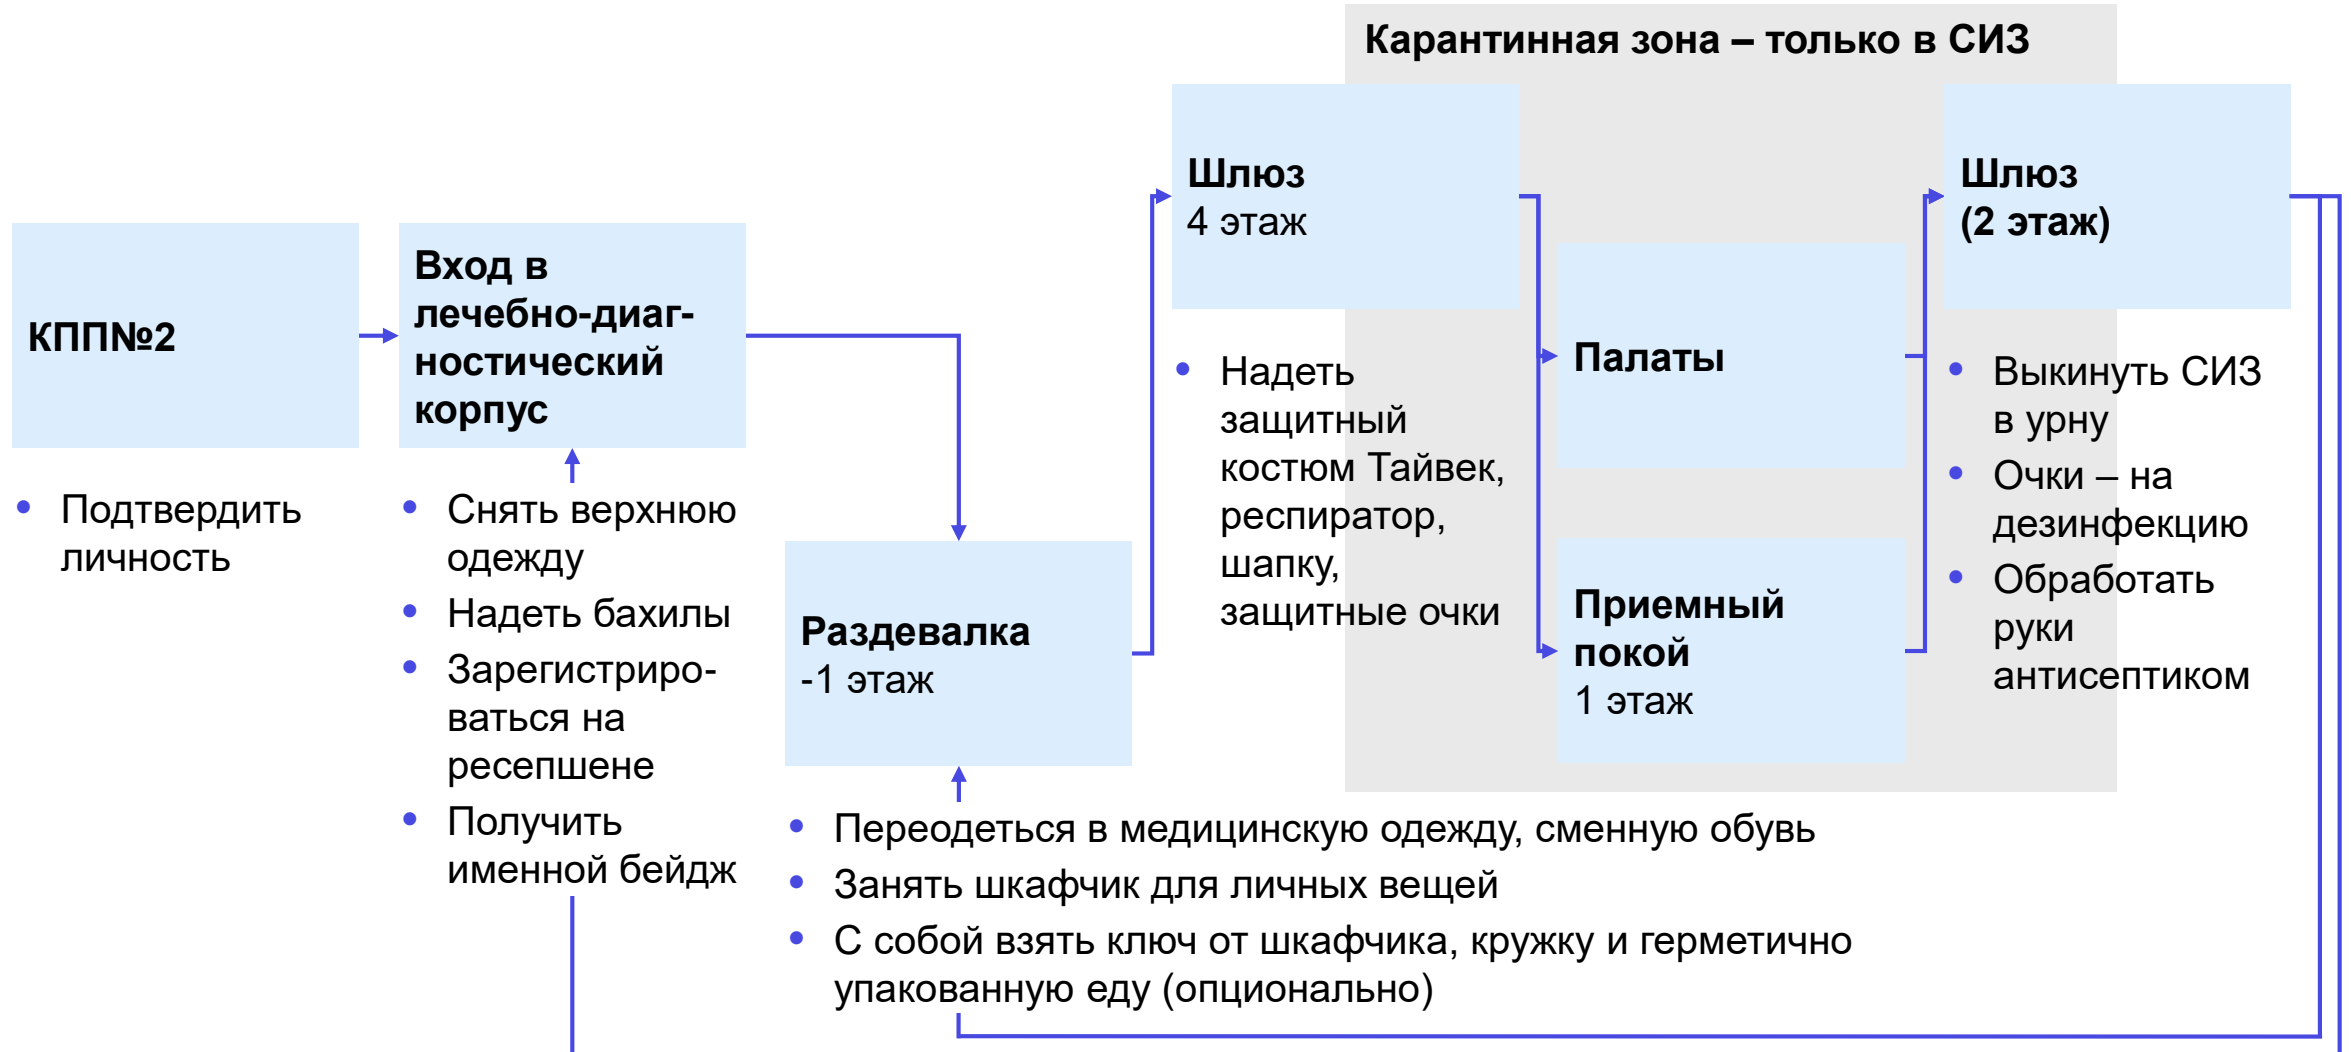 Карантинная зона – только в СИЗ
КПП№2
Подтвердить
личность
Вход в
лечебно-диаг-
ностический
корпус
Снять верхнюю
одежду
Надеть бахилы
Зарегистриро-
ваться на
ресепшене
Получить
именной бейдж
Раздевалка
-1 этаж
Переодеться в медицинскую одежду, сменную обувь
Занять шкафчик для личных вещей
С собой взять ключ от шкафчика, кружку и герметично
упакованную еду (опционально)
Шлюз
4 этаж
Надеть
защитный
костюм Тайвек,
респиратор,
шапку,
защитные очки
Палаты
Приемный
покой
1 этаж
Шлюз
(2 этаж)
Выкинуть СИЗ
в урну
Очки – на
дезинфекцию
Обработать
руки
антисептиком